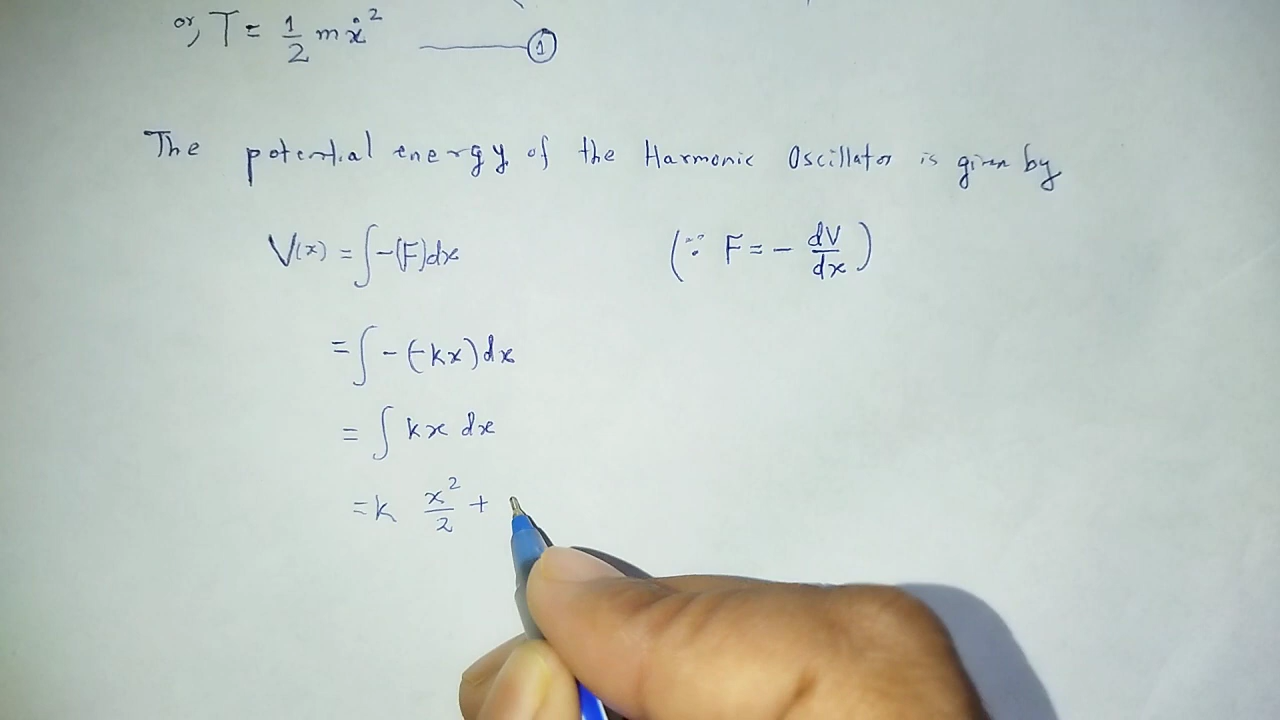 or, T = 1/2 mẋ² ——— ①
The potential energy of the Harmonic Oscillator is given by
V(x) = ∫-(F)dx (∵ F = - dV/dx)
= ∫ - (-kx) dx
= ∫ kx dx
= k x²/2 +